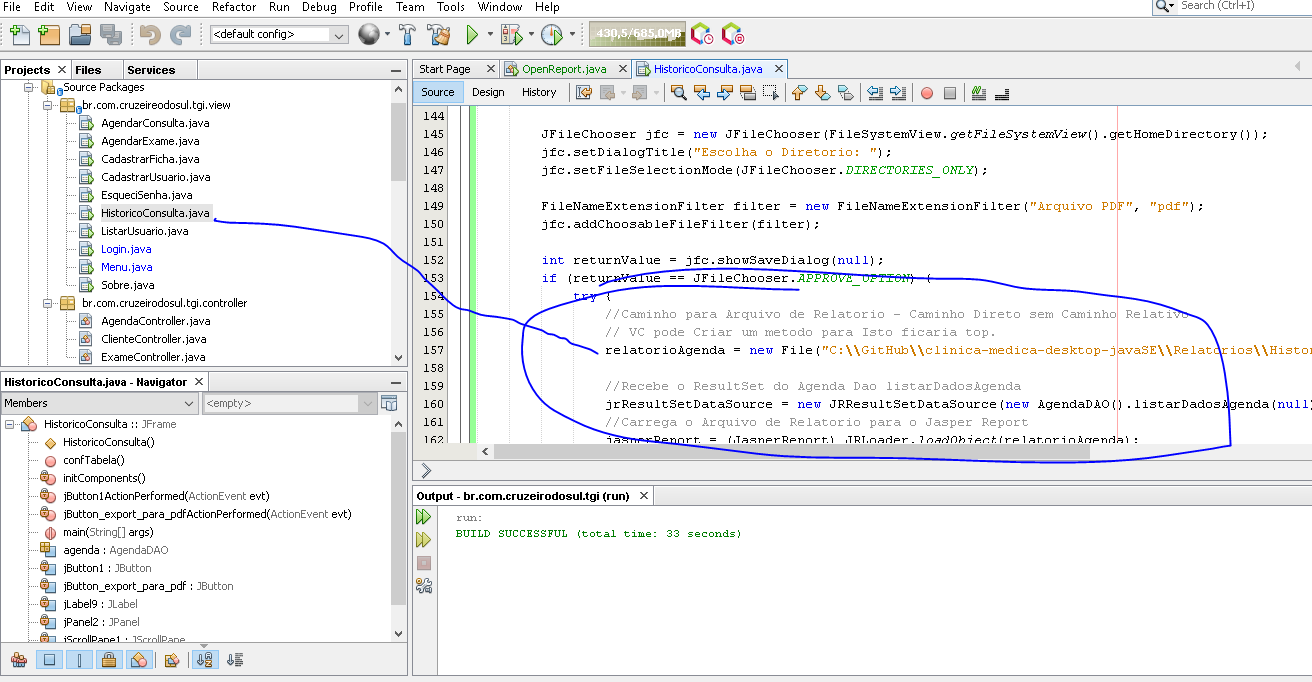 File Edit View Navigate Source Refactor Run Debug Profile Team Tools Window Help
Search (Ctrl+I)
<default config>
430,5/685,0MB
Projects Files Services
Source Packages
br.com.cruzeireodosul.tgi.view
AgendarConsulta.java
AgendarExame.java
CadastrarFicha.java
CadastrarUsuario.java
EsqueciSenha.java
HistoricoConsulta.java
ListarUsuario.java
Login.java
Menu.java
Sobre.java
br.com.cruzeirodosul.tgi.controller
AgendaController.java
ClienteController.java
ExameController.java
HistoricoConsulta.java - Navigator
Members <empty>
HistoricoConsulta :: JFrame
HistoricoConsulta()
confTabela()
initComponents()
jButton1ActionPerformed(ActionEvent evt)
jButton_export_para_pdfActionPerformed(ActionEvent evt)
main(String[] args)
agenda : AgendaDAO
jButton1 : JButton
jButton_export_para_pdf : JButton
jLabel9 : JLabel
jPanel2 : JPanel
jScrollPane1 : JScrollPane
Start Page OpenReport.java HistoricoConsulta.java
Source Design History
144
145 JFileChooser jfc = new JFileChooser(FileSystemView.getFileSystemView().getHomeDirectory());
146 jfc.setDialogTitle("Escolha o Diretorio: ");
147 jfc.setFileSelectionMode(JFileChooser.DIRECTORIES_ONLY);
148
149 FileNameExtensionFilter filter = new FileNameExtensionFilter("Arquivo PDF", "pdf");
150 jfc.addChoosableFileFilter(filter);
151
152 int returnValue = jfc.showSaveDialog(null);
153 if (returnValue == JFileChooser.APPROVE_OPTION) {
154 try {
155 //Caminho para Arquivo de Relatorio - Caminho Direto sem Caminho Relativo
156 // VC pode Criar um metodo para Isto ficaria top.
157 relatorioAgenda = new File("C:\\GitHub\\clinica-medica-desktop-javaSE\\Relatorios\\Histor
158
159 //Recebe o ResultSet do Agenda Dao listarDadosAgenda
160 jrResultSetDataSource = new JRResultSetDataSource(new AgendaDAO().listarDadosAgenda(null)
161 //Carrega o Arquivo de Relatorio para o Jasper Report
162 jasperReport = (JasperReport) JRLoader.loadObject(relatorioAgenda);
Output - br.com.cruzeirodosul.tgi (run)
run:
BUILD SUCCESSFUL (total time: 33 seconds)